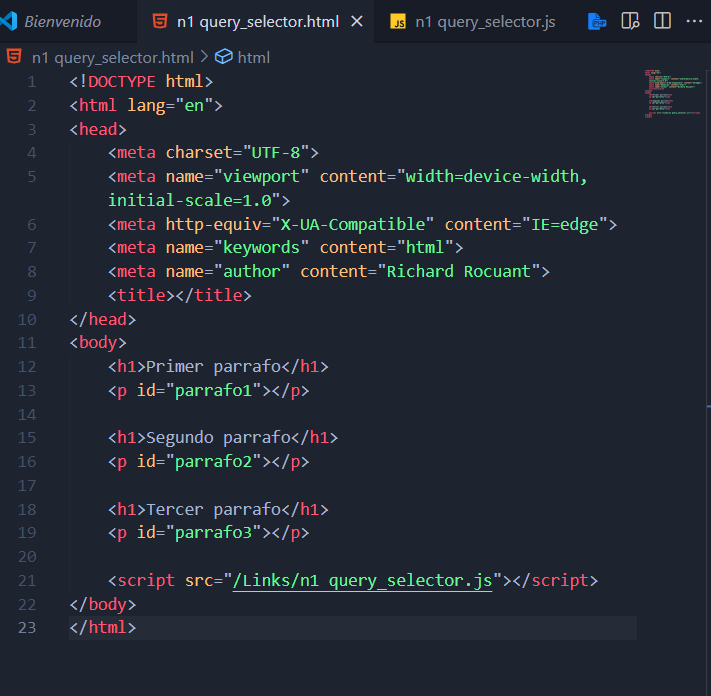 Bienvenido
n1 query_selector.html
n1 query_selector.js
n1 query_selector.html > html
1 <!DOCTYPE html>
2 <html lang="en">
3 <head>
4 <meta charset="UTF-8">
5 <meta name="viewport" content="width=device-width,
initial-scale=1.0">
6 <meta http-equiv="X-UA-Compatible" content="IE=edge">
7 <meta name="keywords" content="html">
8 <meta name="author" content="Richard Rocuant">
9 <title></title>
10 </head>
11 <body>
12 <h1>Primer parrafo</h1>
13 <p id="parrafo1"></p>
14
15 <h1>Segundo parrafo</h1>
16 <p id="parrafo2"></p>
17
18 <h1>Tercer parrafo</h1>
19 <p id="parrafo3"></p>
20
21 <script src="/Links/n1 query_selector.js"></script>
22 </body>
23 </html>